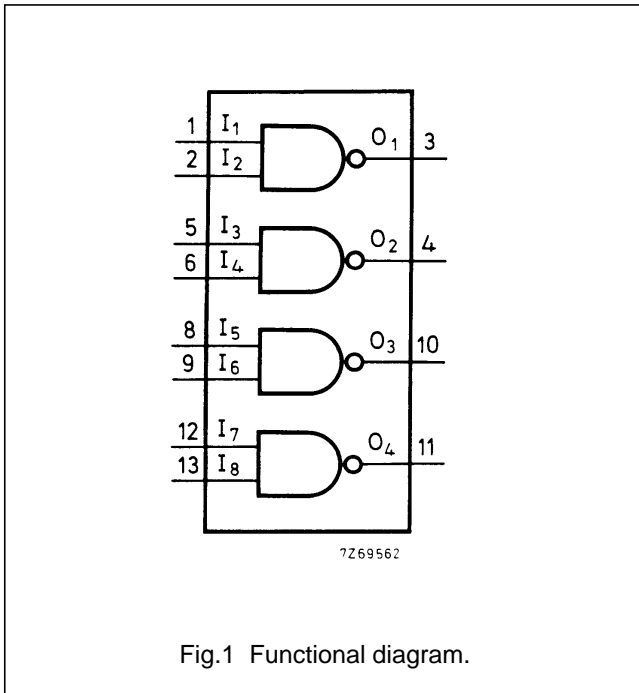 1 I1 O1 3
2 I2
5 I3 O2 4
6 I4
8 I5 O3 10
9 I6
12 I7 O4 11
13 I8
7Z69562
Fig.1 Functional diagram.